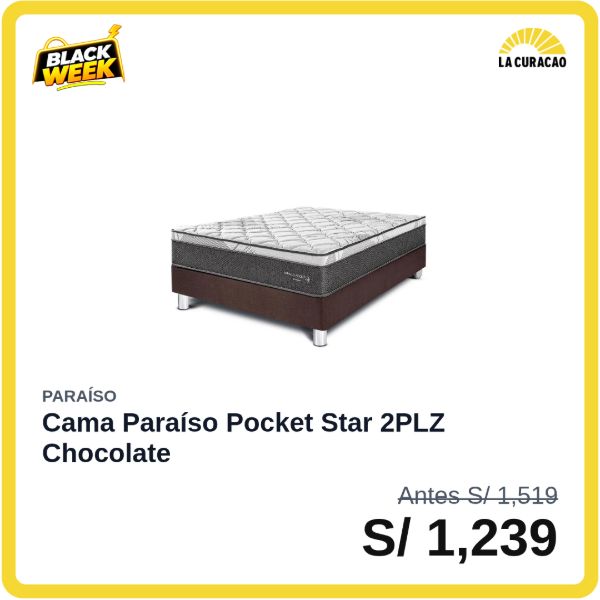 BLACK
WEEK
LA CURACAO
PARAÍSO
Cama Paraíso Pocket Star 2PLZ
Chocolate
Antes S/ 1,519
S/ 1,239